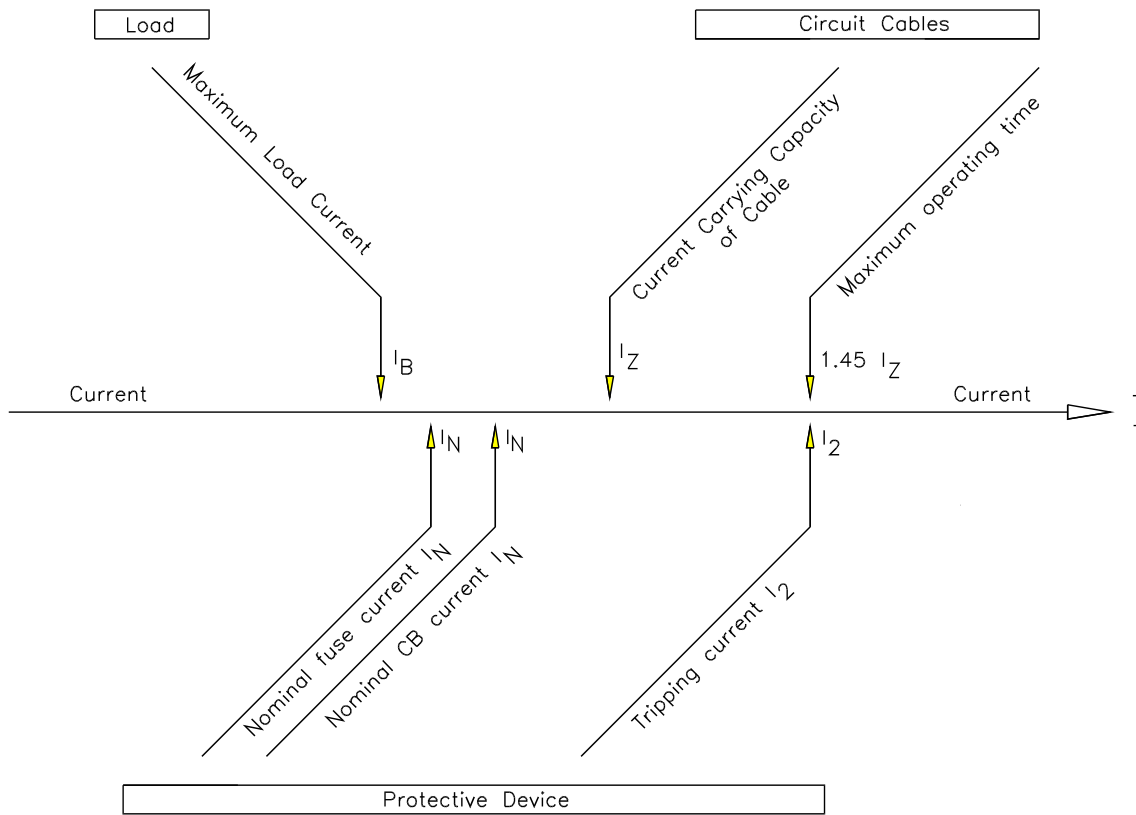 Load
Circuit Cables
Maximum Load Current
Current Carrying Capacity
of Cable
Maximum operating time
I_B
I_Z
1.45 I_Z
Current
Current
I_N
I_N
I_2
Nominal fuse current I_N
Nominal CB current I_N
Tripping current I_2
Protective Device